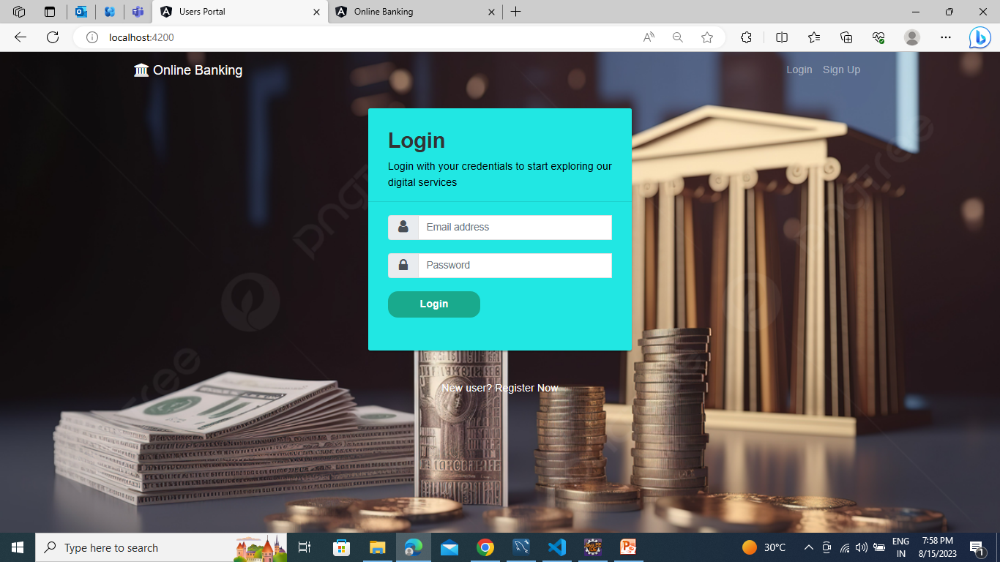 Users Portal
Online Banking
localhost:4200
Online Banking
Login
Sign Up
Login
Login with your credentials to start exploring our
digital services
Email address
Password
Login
New user? Register Now
Type here to search
30°C
ENG
IN
7:58 PM
8/15/2023
1